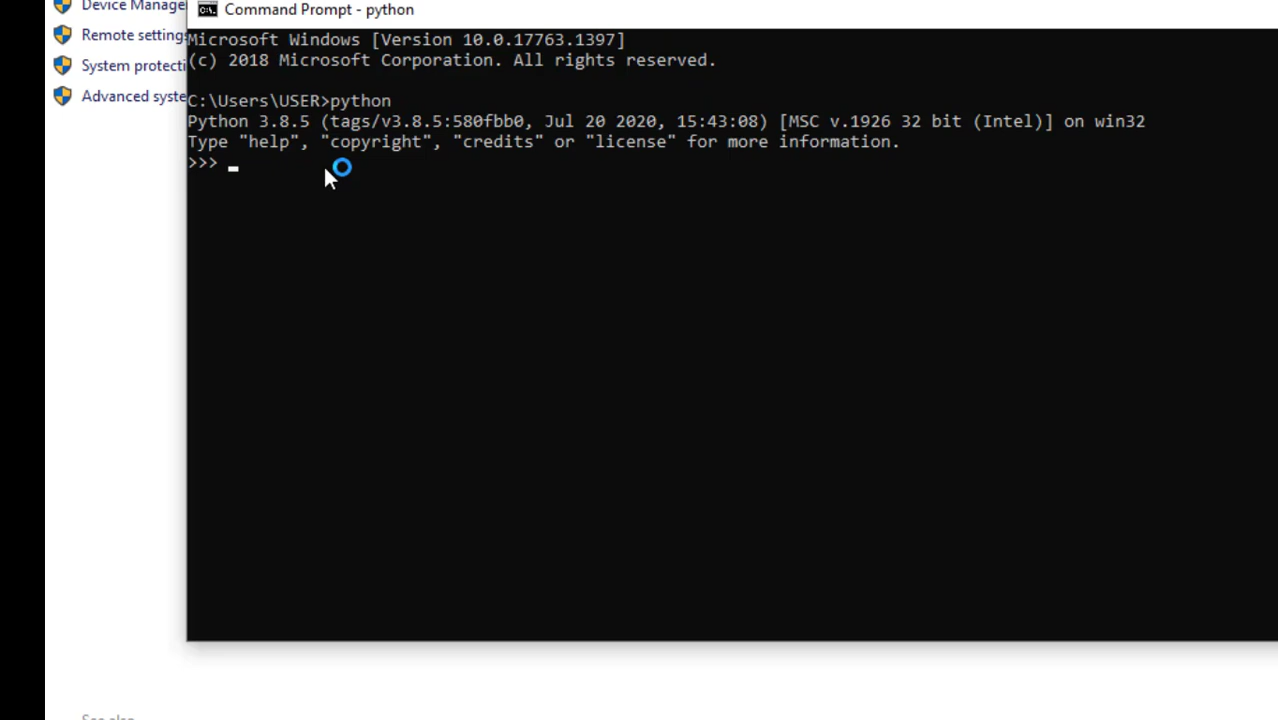 Device Manage
Remote settings
System protecti
Advanced syste
Command Prompt - python
Microsoft Windows [Version 10.0.17763.1397]
(c) 2018 Microsoft Corporation. All rights reserved.
C:\Users\USER>python
Python 3.8.5 (tags/v3.8.5:580fbb0, Jul 20 2020, 15:43:08) [MSC v.1926 32 bit (Intel)] on win32
Type "help", "copyright", "credits" or "license" for more information.
>>>
See also